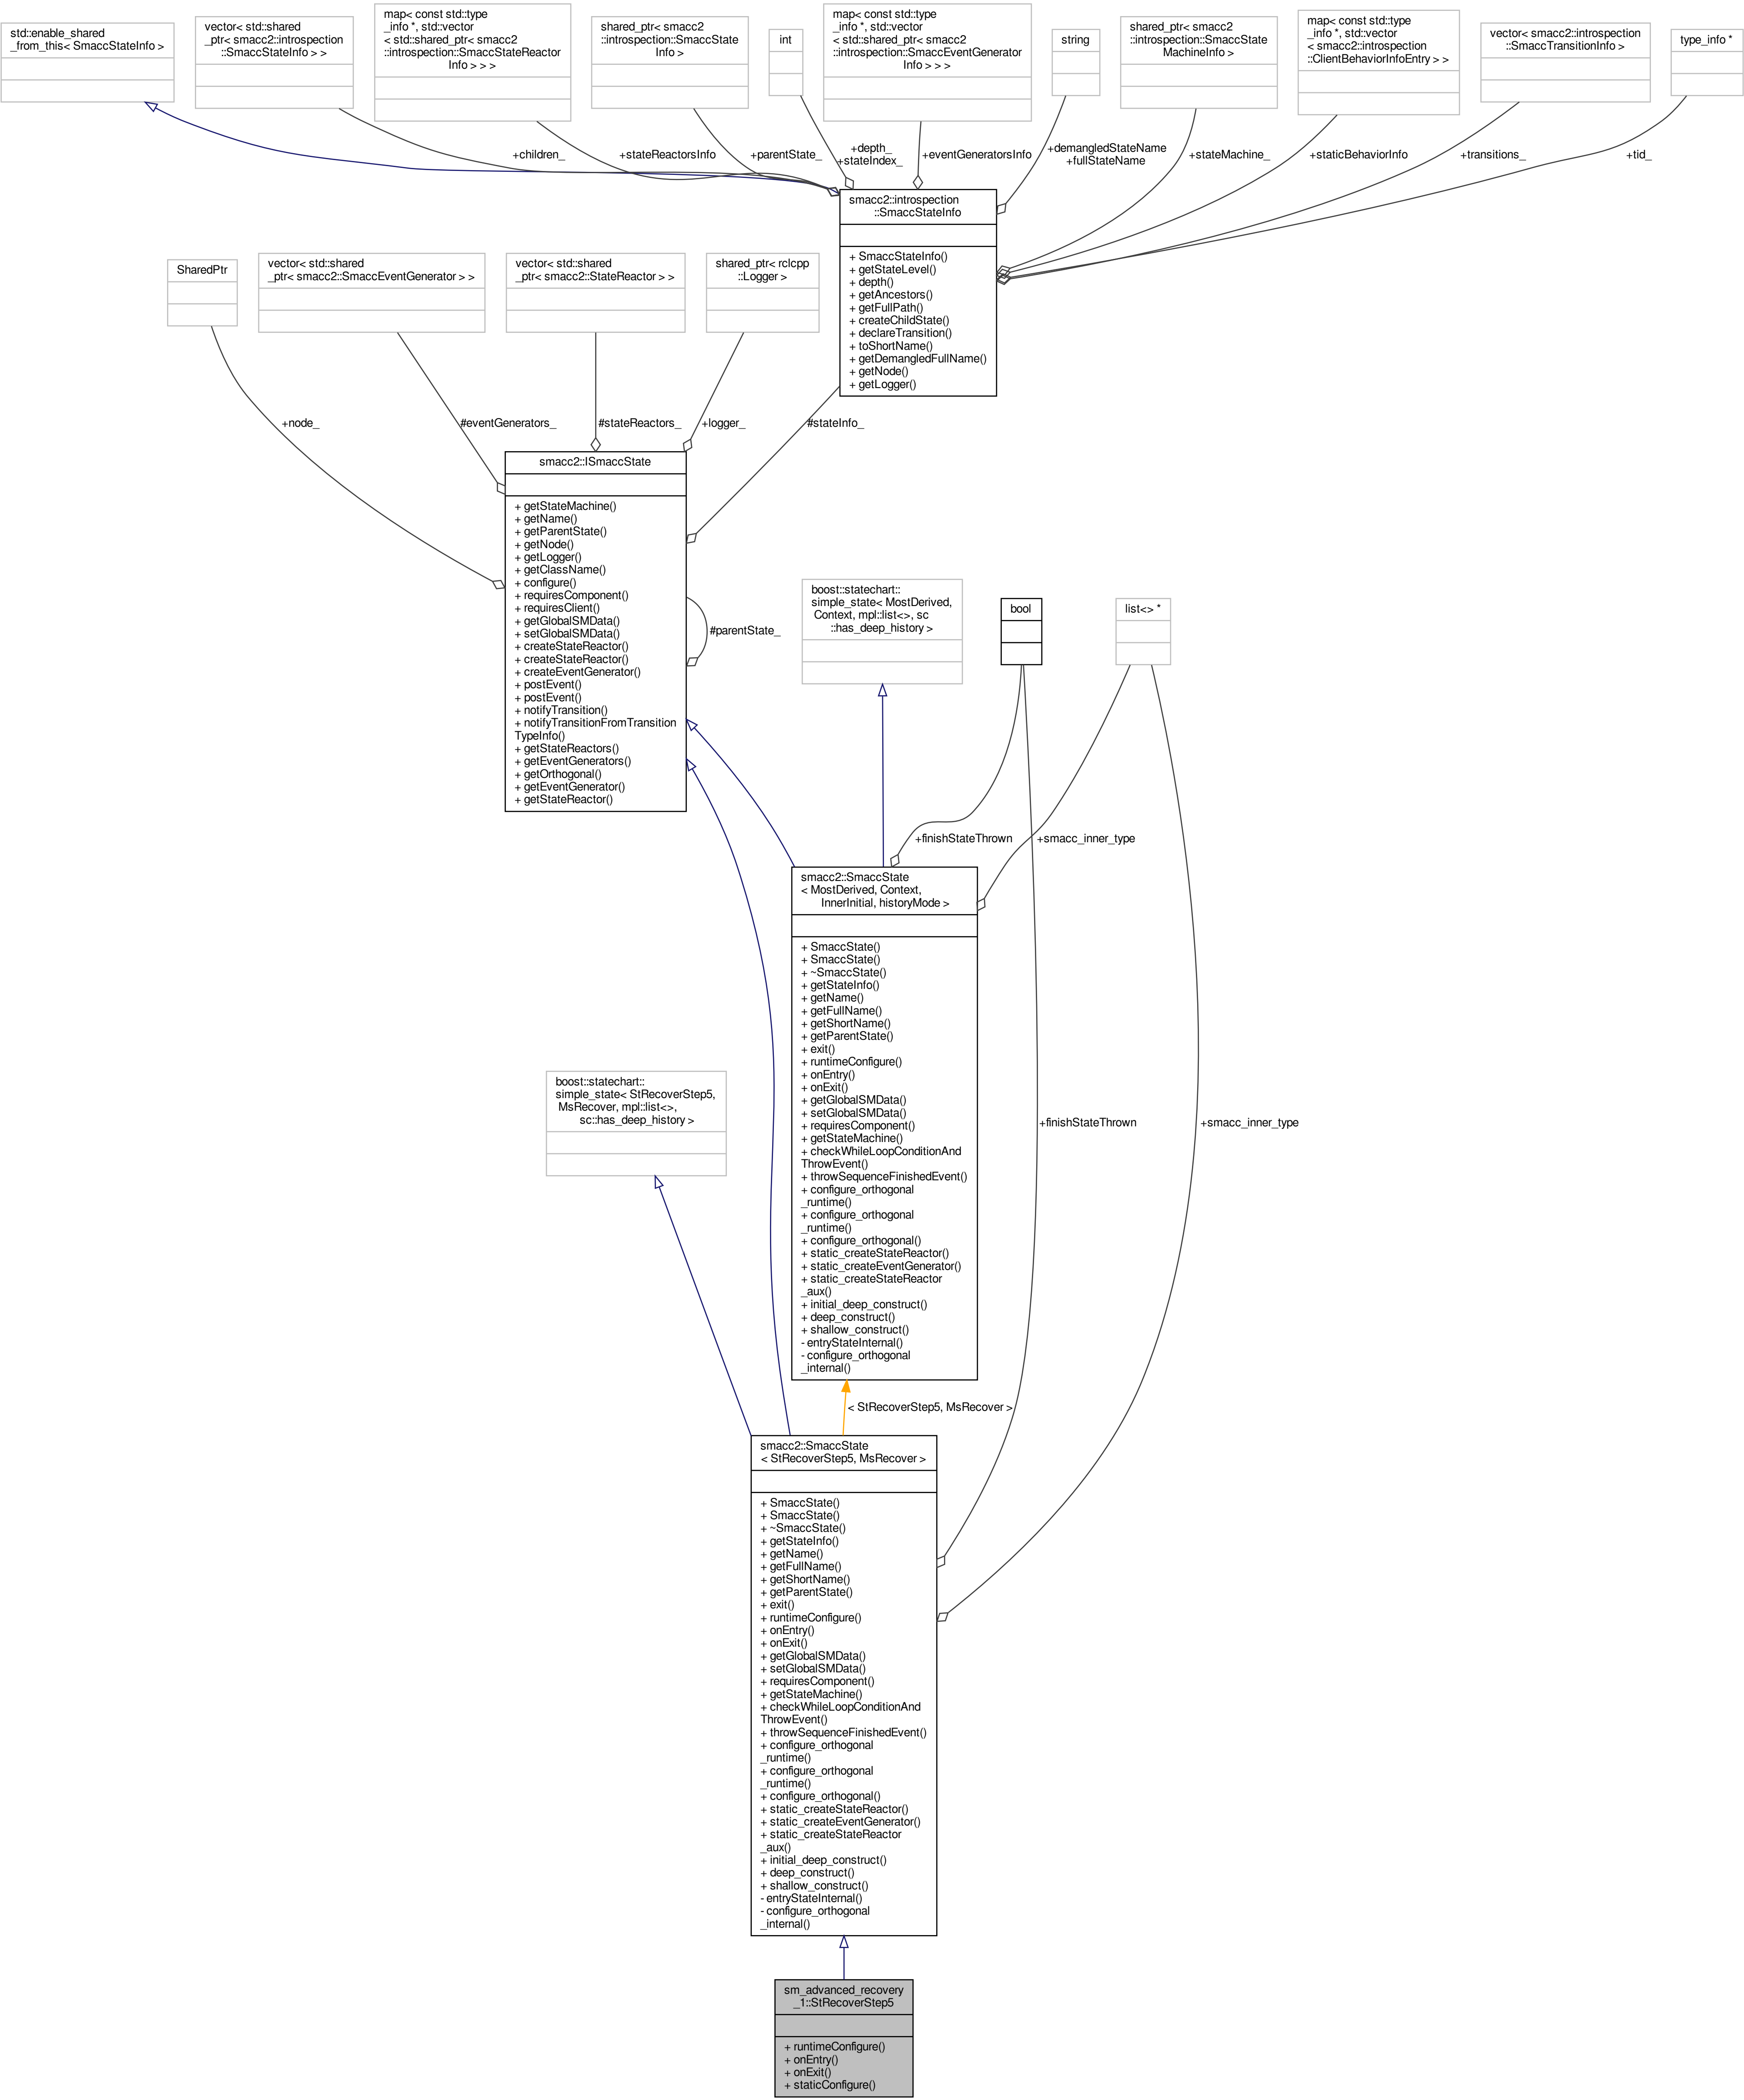 std::enable_shared
_from_this< SmaccStateInfo >
vector< std::shared
_ptr< smacc2::introspection
::SmaccStateInfo > >
map< const std::type
_info *, std::vector
< std::shared_ptr< smacc2
::introspection::SmaccStateReactor
Info > > >
shared_ptr< smacc2
::introspection::SmaccState
Info >
int
map< const std::type
_info *, std::vector
< std::shared_ptr< smacc2
::introspection::SmaccEventGenerator
Info > > >
string
shared_ptr< smacc2
::introspection::SmaccState
MachineInfo >
map< const std::type
_info *, std::vector
< smacc2::introspection
::ClientBehaviorInfoEntry > >
vector< smacc2::introspection
::SmaccTransitionInfo >
type_info *
+children_
+stateReactorsInfo
+parentState_
+depth_
+stateIndex_
+eventGeneratorsInfo
+demangledStateName
+fullStateName
+stateMachine_
+staticBehaviorInfo
+transitions_
+tid_
smacc2::introspection
::SmaccStateInfo
+ SmaccStateInfo()
+ getStateLevel()
+ depth()
+ getAncestors()
+ getFullPath()
+ createChildState()
+ declareTransition()
+ toShortName()
+ getDemangledFullName()
+ getNode()
+ getLogger()
SharedPtr
vector< std::shared
_ptr< smacc2::SmaccEventGenerator > >
vector< std::shared
_ptr< smacc2::StateReactor > >
shared_ptr< rclcpp
::Logger >
+node_
#eventGenerators_
#stateReactors_
+logger_
#stateInfo_
smacc2::ISmaccState
+ getStateMachine()
+ getName()
+ getParentState()
+ getNode()
+ getLogger()
+ getClassName()
+ configure()
+ requiresComponent()
+ requiresClient()
+ getGlobalSMData()
+ setGlobalSMData()
+ createStateReactor()
+ createStateReactor()
+ createEventGenerator()
+ postEvent()
+ postEvent()
+ notifyTransition()
+ notifyTransitionFromTransition
TypeInfo()
+ getStateReactors()
+ getEventGenerators()
+ getOrthogonal()
+ getEventGenerator()
+ getStateReactor()
#parentState_
boost::statechart::
simple_state< MostDerived,
Context, mpl::list<>, sc
::has_deep_history >
bool
list<> *
+finishStateThrown
+smacc_inner_type
smacc2::SmaccState
< MostDerived, Context,
InnerInitial, historyMode >
+ SmaccState()
+ SmaccState()
+ ~SmaccState()
+ getStateInfo()
+ getName()
+ getFullName()
+ getShortName()
+ getParentState()
+ exit()
+ runtimeConfigure()
+ onEntry()
+ onExit()
+ getGlobalSMData()
+ setGlobalSMData()
+ requiresComponent()
+ getStateMachine()
+ checkWhileLoopConditionAnd
ThrowEvent()
+ throwSequenceFinishedEvent()
+ configure_orthogonal
_runtime()
+ configure_orthogonal
_runtime()
+ configure_orthogonal()
+ static_createStateReactor()
+ static_createEventGenerator()
+ static_createStateReactor
_aux()
+ initial_deep_construct()
+ deep_construct()
+ shallow_construct()
- entryStateInternal()
- configure_orthogonal
_internal()
boost::statechart::
simple_state< StRecoverStep5,
MsRecover, mpl::list<>,
sc::has_deep_history >
+finishStateThrown
+smacc_inner_type
< StRecoverStep5, MsRecover >
smacc2::SmaccState
< StRecoverStep5, MsRecover >
+ SmaccState()
+ SmaccState()
+ ~SmaccState()
+ getStateInfo()
+ getName()
+ getFullName()
+ getShortName()
+ getParentState()
+ exit()
+ runtimeConfigure()
+ onEntry()
+ onExit()
+ getGlobalSMData()
+ setGlobalSMData()
+ requiresComponent()
+ getStateMachine()
+ checkWhileLoopConditionAnd
ThrowEvent()
+ throwSequenceFinishedEvent()
+ configure_orthogonal
_runtime()
+ configure_orthogonal
_runtime()
+ configure_orthogonal()
+ static_createStateReactor()
+ static_createEventGenerator()
+ static_createStateReactor
_aux()
+ initial_deep_construct()
+ deep_construct()
+ shallow_construct()
- entryStateInternal()
- configure_orthogonal
_internal()
sm_advanced_recovery
_1::StRecoverStep5
+ runtimeConfigure()
+ onEntry()
+ onExit()
+ staticConfigure()